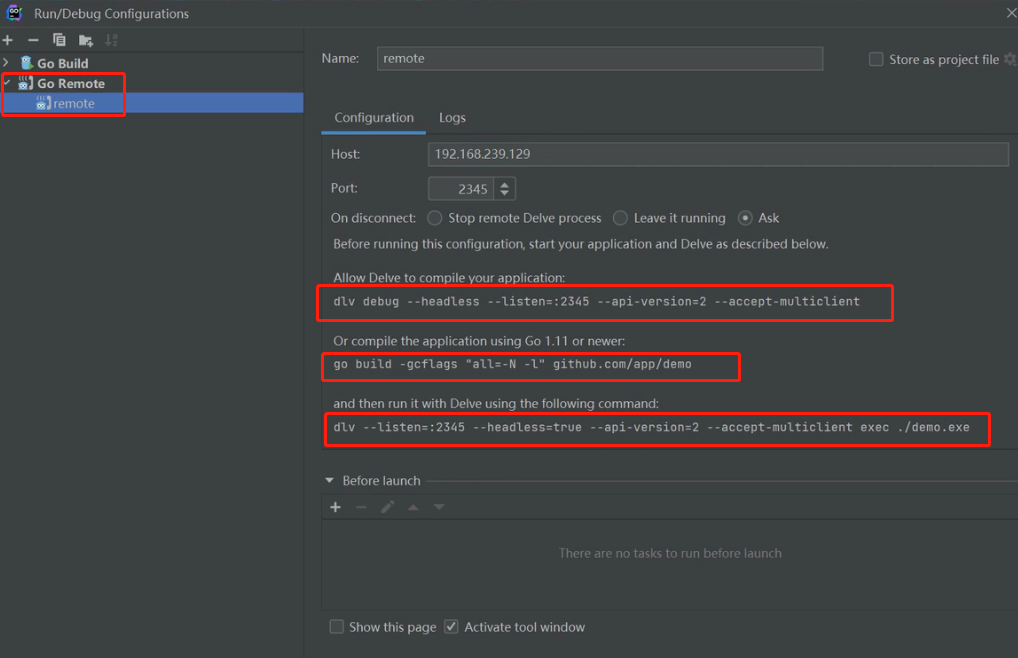 Run/Debug Configurations
Go Build
Go Remote
remote
Name: remote Store as project file
Configuration Logs
Host: 192.168.239.129
Port: 2345
On disconnect: Stop remote Delve process Leave it running Ask
Before running this configuration, start your application and Delve as described below.
Allow Delve to compile your application:
dlv debug --headless --listen=:2345 --api-version=2 --accept-multiclient
Or compile the application using Go 1.11 or newer:
go build -gcflags "all=-N -l" github.com/app/demo
and then run it with Delve using the following command:
dlv --listen=:2345 --headless=true --api-version=2 --accept-multiclient exec ./demo.exe
Before launch
There are no tasks to run before launch
Show this page Activate tool window